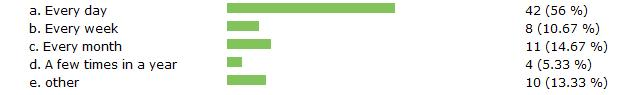 a. Every day 42 (56 %)
b. Every week 8 (10.67 %)
c. Every month 11 (14.67 %)
d. A few times in a year 4 (5.33 %)
e. other 10 (13.33 %)